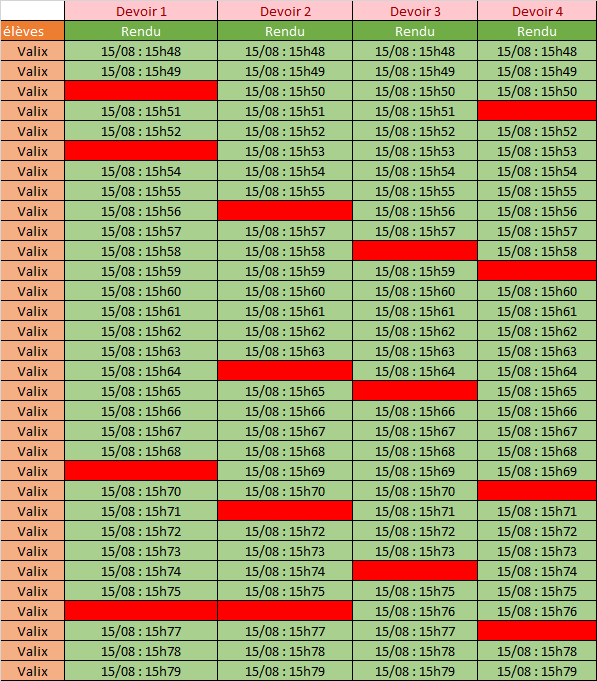 Devoir 1 Devoir 2 Devoir 3 Devoir 4
élèves Rendu Rendu Rendu Rendu
Valix 15/08 : 15h48 15/08 : 15h48 15/08 : 15h48 15/08 : 15h48
Valix 15/08 : 15h49 15/08 : 15h49 15/08 : 15h49 15/08 : 15h49
Valix 15/08 : 15h50 15/08 : 15h50 15/08 : 15h50
Valix 15/08 : 15h51 15/08 : 15h51 15/08 : 15h51
Valix 15/08 : 15h52 15/08 : 15h52 15/08 : 15h52 15/08 : 15h52
Valix 15/08 : 15h53 15/08 : 15h53 15/08 : 15h53
Valix 15/08 : 15h54 15/08 : 15h54 15/08 : 15h54 15/08 : 15h54
Valix 15/08 : 15h55 15/08 : 15h55 15/08 : 15h55 15/08 : 15h55
Valix 15/08 : 15h56 15/08 : 15h56 15/08 : 15h56
Valix 15/08 : 15h57 15/08 : 15h57 15/08 : 15h57 15/08 : 15h57
Valix 15/08 : 15h58 15/08 : 15h58 15/08 : 15h58
Valix 15/08 : 15h59 15/08 : 15h59 15/08 : 15h59
Valix 15/08 : 15h60 15/08 : 15h60 15/08 : 15h60 15/08 : 15h60
Valix 15/08 : 15h61 15/08 : 15h61 15/08 : 15h61 15/08 : 15h61
Valix 15/08 : 15h62 15/08 : 15h62 15/08 : 15h62 15/08 : 15h62
Valix 15/08 : 15h63 15/08 : 15h63 15/08 : 15h63 15/08 : 15h63
Valix 15/08 : 15h64 15/08 : 15h64 15/08 : 15h64
Valix 15/08 : 15h65 15/08 : 15h65 15/08 : 15h65
Valix 15/08 : 15h66 15/08 : 15h66 15/08 : 15h66 15/08 : 15h66
Valix 15/08 : 15h67 15/08 : 15h67 15/08 : 15h67 15/08 : 15h67
Valix 15/08 : 15h68 15/08 : 15h68 15/08 : 15h68 15/08 : 15h68
Valix 15/08 : 15h69 15/08 : 15h69 15/08 : 15h69
Valix 15/08 : 15h70 15/08 : 15h70 15/08 : 15h70
Valix 15/08 : 15h71 15/08 : 15h71 15/08 : 15h71
Valix 15/08 : 15h72 15/08 : 15h72 15/08 : 15h72 15/08 : 15h72
Valix 15/08 : 15h73 15/08 : 15h73 15/08 : 15h73 15/08 : 15h73
Valix 15/08 : 15h74 15/08 : 15h74 15/08 : 15h74
Valix 15/08 : 15h75 15/08 : 15h75 15/08 : 15h75 15/08 : 15h75
Valix 15/08 : 15h76 15/08 : 15h76
Valix 15/08 : 15h77 15/08 : 15h77 15/08 : 15h77
Valix 15/08 : 15h78 15/08 : 15h78 15/08 : 15h78 15/08 : 15h78
Valix 15/08 : 15h79 15/08 : 15h79 15/08 : 15h79 15/08 : 15h79